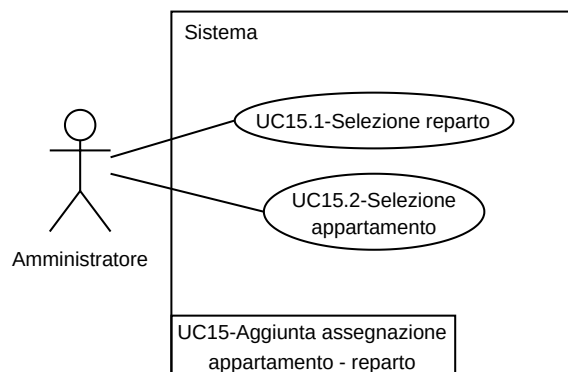 Sistema
UC15.1-Selezione reparto
UC15.2-Selezione
appartamento
Amministratore
UC15-Aggiunta assegnazione
appartamento - reparto